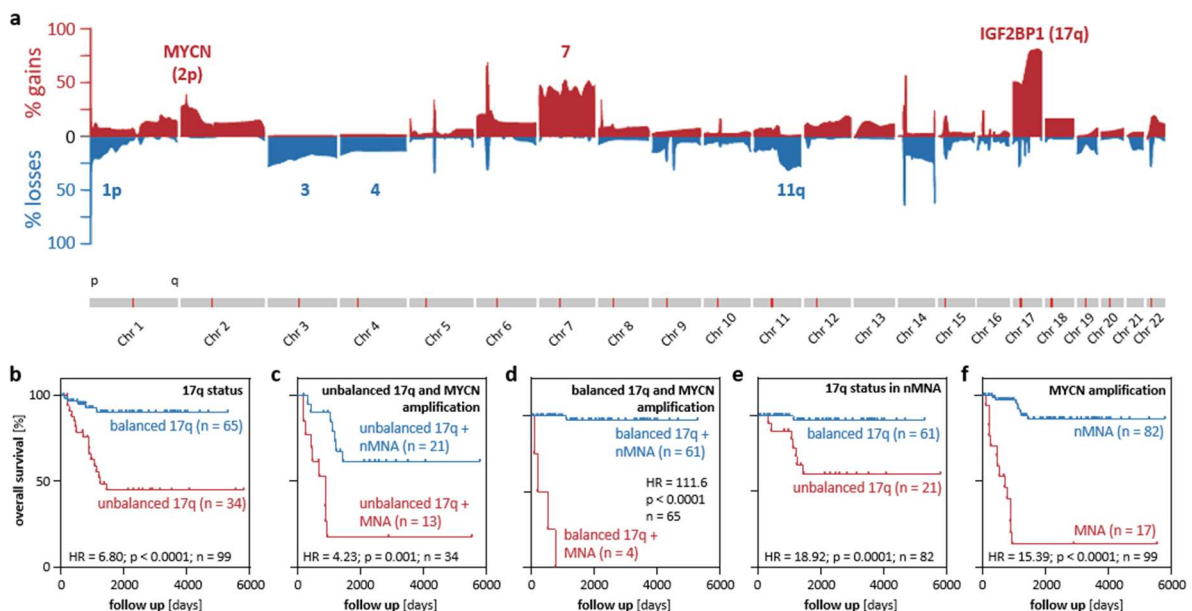 a
100
50
0
50
100
% gains
% losses
MYCN
(2p)
7
IGF2BP1 (17q)
1p
3
4
11q
p
q
Chr 1
Chr 2
Chr 3
Chr 4
Chr 5
Chr 6
Chr 7
Chr 8
Chr 9
Chr 10
Chr 11
Chr 12
Chr 13
Chr 14
Chr 15
Chr 16
Chr 17
Chr 18
Chr 19
Chr 20
Chr 21
Chr 22
b
17q status
100
50
0
overall survival [%]
balanced 17q (n = 65)
unbalanced 17q (n = 34)
HR = 6.80; p < 0.0001; n = 99
0 2000 4000 6000
follow up [days]
c
unbalanced 17q and MYCN
amplification
unbalanced 17q +
nMNA (n = 21)
unbalanced 17q +
MNA (n = 13)
HR = 4.23; p = 0.001; n = 34
0 2000 4000 6000
follow up [days]
d
balanced 17q and MYCN
amplification
balanced 17q +
nMNA (n = 61)
HR = 111.6
p < 0.0001
n = 65
balanced 17q +
MNA (n = 4)
0 2000 4000 6000
follow up [days]
e
17q status in nMNA
balanced 17q (n = 61)
unbalanced 17q (n = 21)
HR = 18.92; p = 0.0001; n = 82
0 2000 4000 6000
follow up [days]
f
MYCN amplification
nMNA (n = 82)
MNA (n = 17)
HR = 15.39; p < 0.0001; n = 99
0 2000 4000 6000
follow up [days]